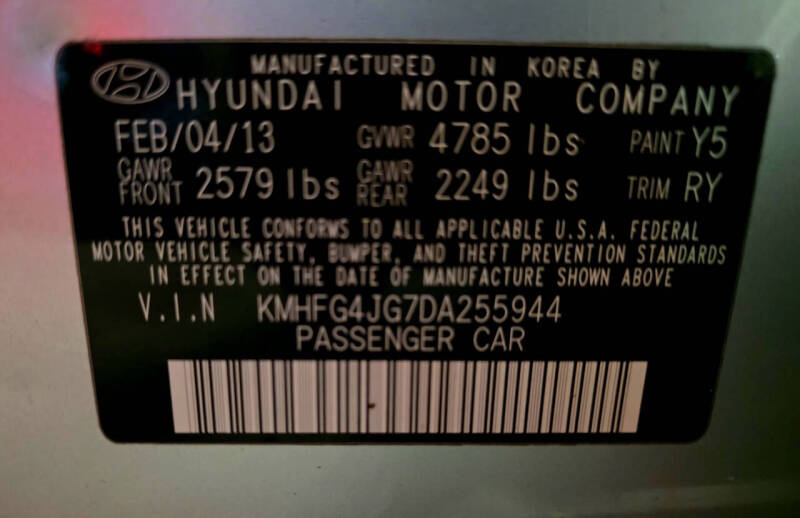 MANUFACTURED IN KOREA BY
HYUNDAI MOTOR COMPANY
FEB/04/13 GVWR 4785 lbs PAINT Y5
GAWR FRONT 2579 lbs GAWR REAR 2249 lbs TRIM RY
THIS VEHICLE CONFORMS TO ALL APPLICABLE U.S.A. FEDERAL
MOTOR VEHICLE SAFETY, BUMPER, AND THEFT PREVENTION STANDARDS
IN EFFECT ON THE DATE OF MANUFACTURE SHOWN ABOVE
V.I.N KMHFG4JG7DA255944
PASSENGER CAR